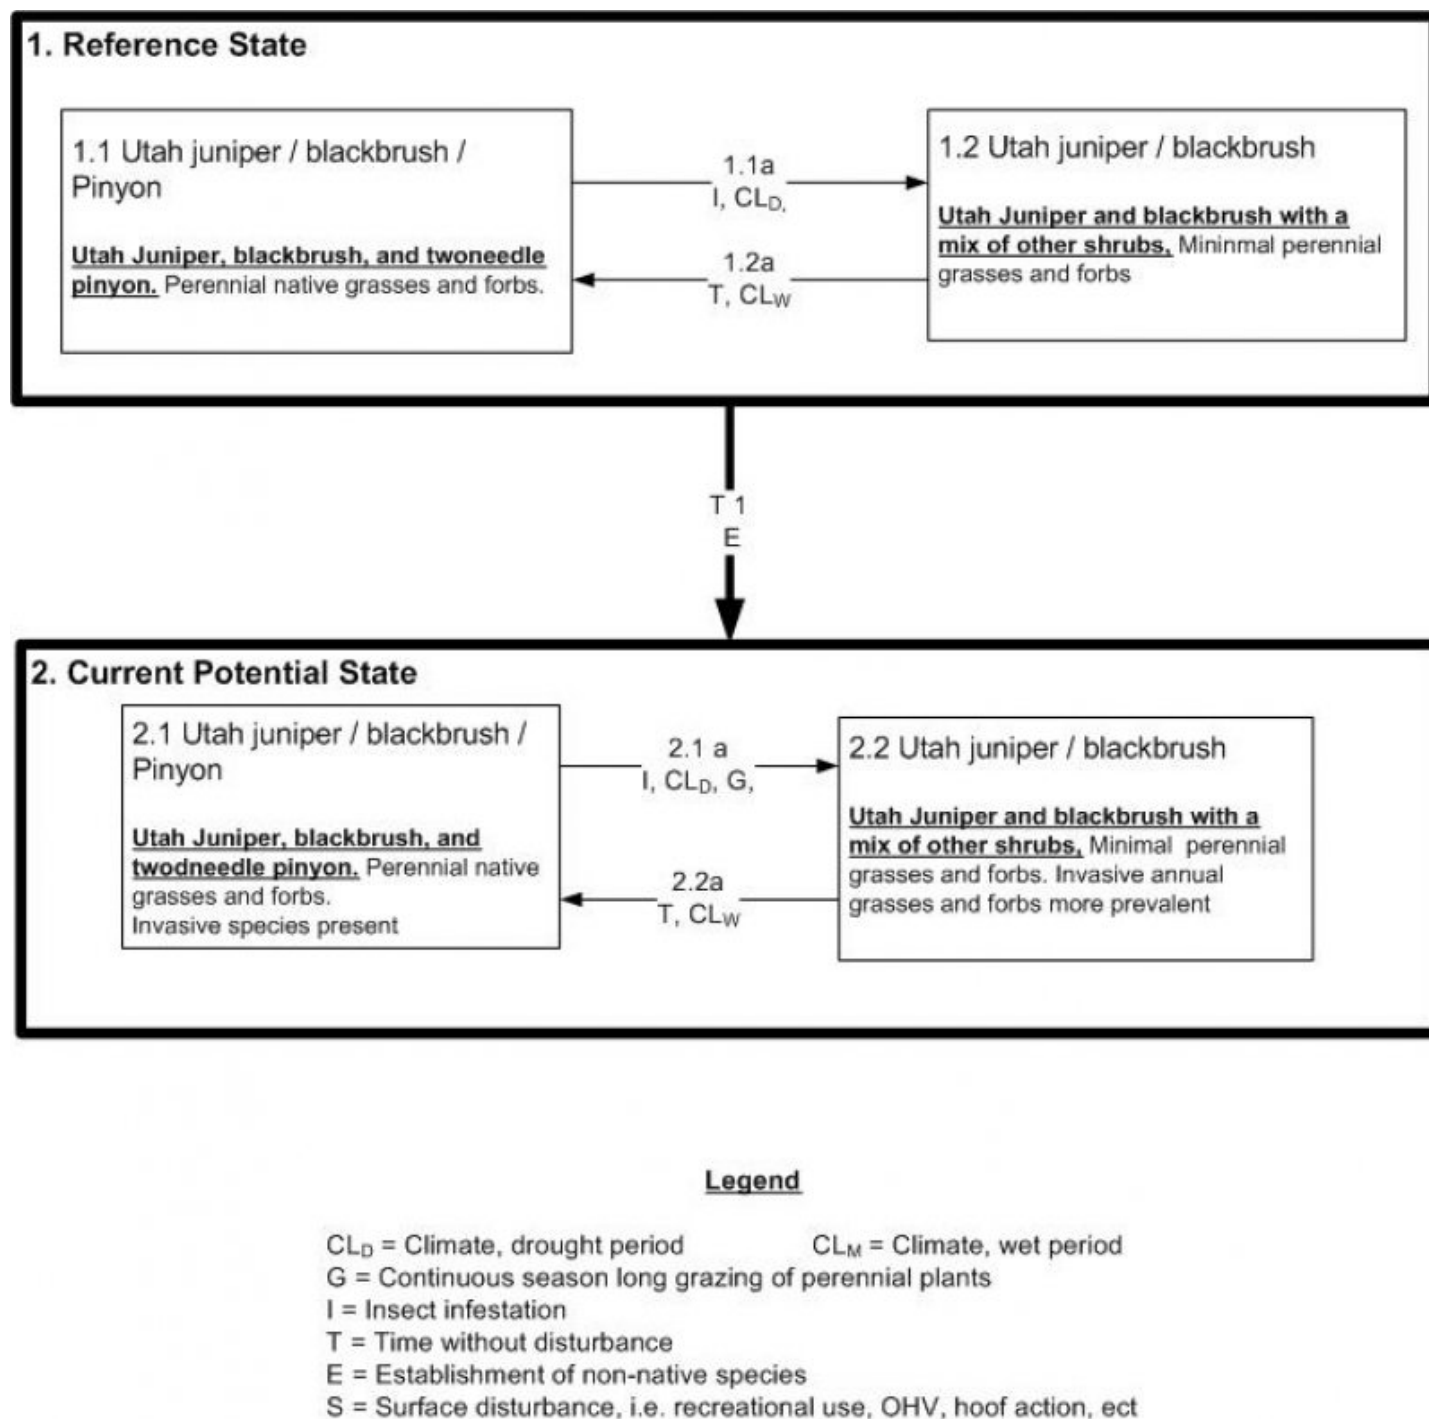 1. Reference State
1.1 Utah juniper / blackbrush /
Pinyon
Utah Juniper, blackbrush, and twoneedle
pinyon. Perennial native grasses and forbs.
1.1a
I, CLD,
1.2a
T, CLW
1.2 Utah juniper / blackbrush
Utah Juniper and blackbrush with a
mix of other shrubs, Mininmal perennial
grasses and forbs
T 1
E
2. Current Potential State
2.1 Utah juniper / blackbrush /
Pinyon
Utah Juniper, blackbrush, and
twodneedle pinyon. Perennial native
grasses and forbs.
Invasive species present
2.1 a
I, CLD, G,
2.2a
T, CLW
2.2 Utah juniper / blackbrush
Utah Juniper and blackbrush with a
mix of other shrubs, Minimal perennial
grasses and forbs. Invasive annual
grasses and forbs more prevalent
Legend
CLD = Climate, drought period CLM = Climate, wet period
G = Continuous season long grazing of perennial plants
I = Insect infestation
T = Time without disturbance
E = Establishment of non-native species
S = Surface disturbance, i.e. recreational use, OHV, hoof action, ect